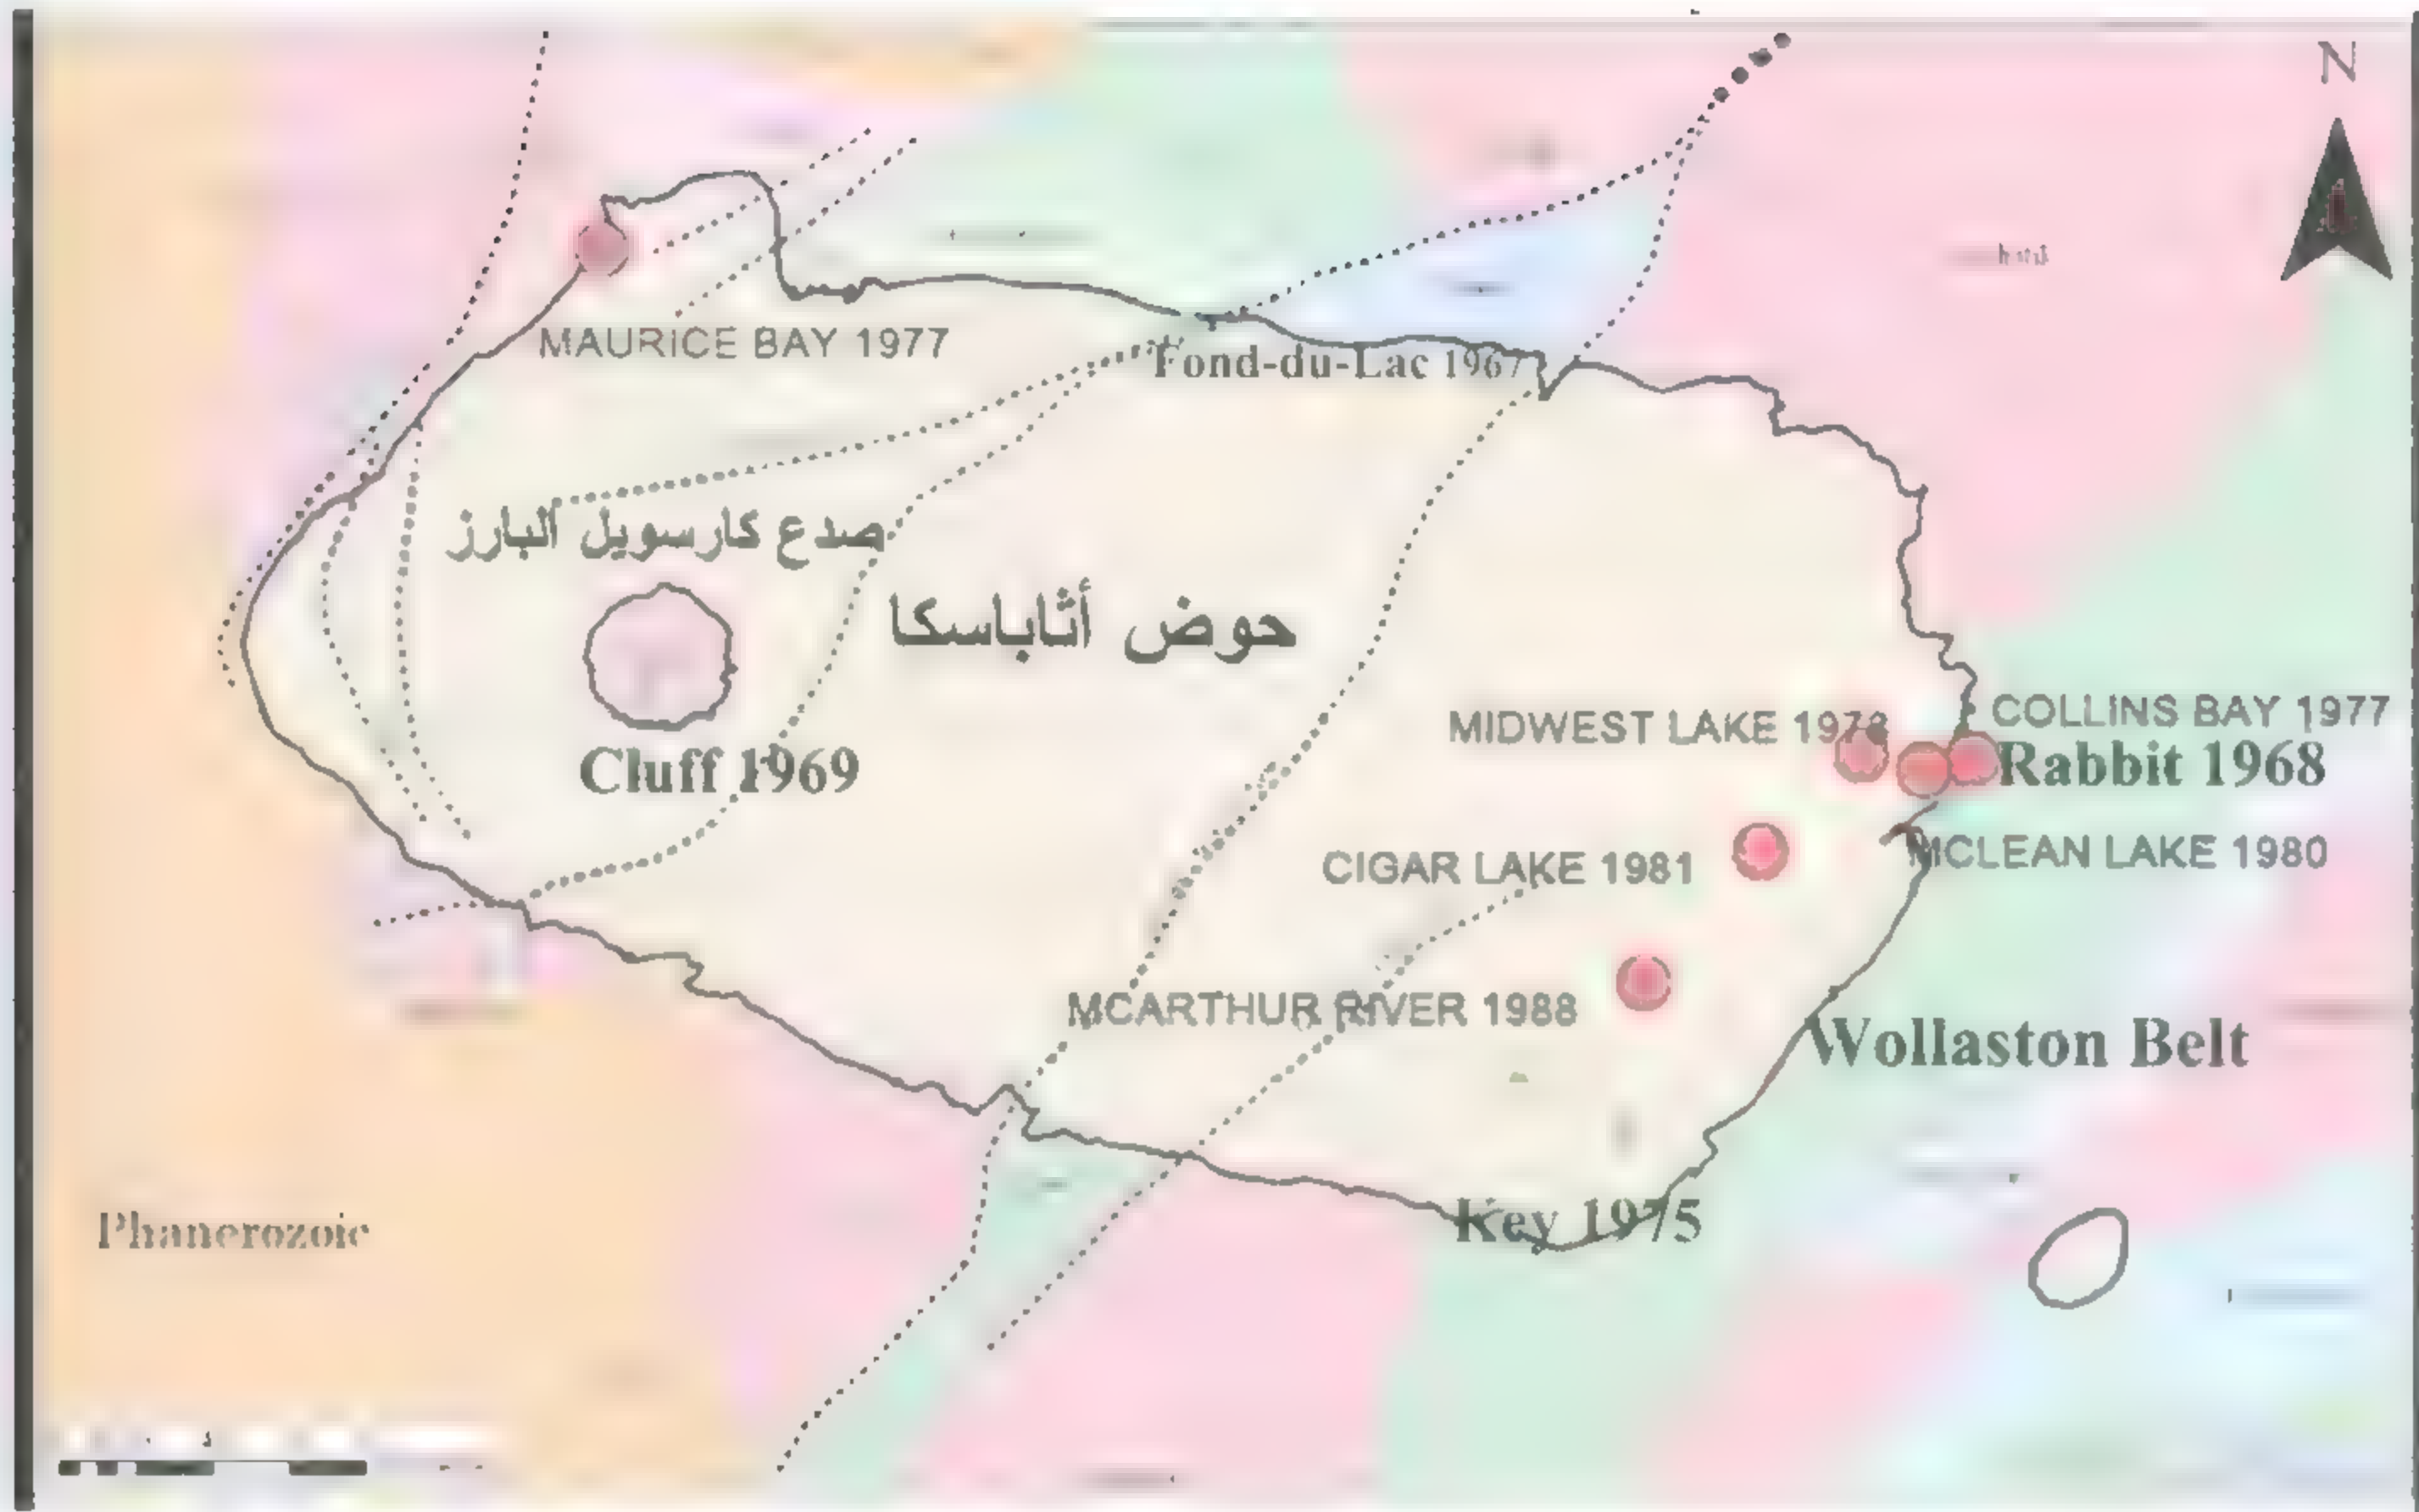 N
MAURICE BAY 1977
Fond-du-Lac 1967
صدع كارسويل البارز
حوض أثاباسكا
MIDWEST LAKE 1978
COLLINS BAY 1977
Cluff 1969
Rabbit 1968
CIGAR LAKE 1981
MCLEAN LAKE 1980
MCARTHUR RIVER 1988
Wollaston Belt
Key 1975
Phanerozoic